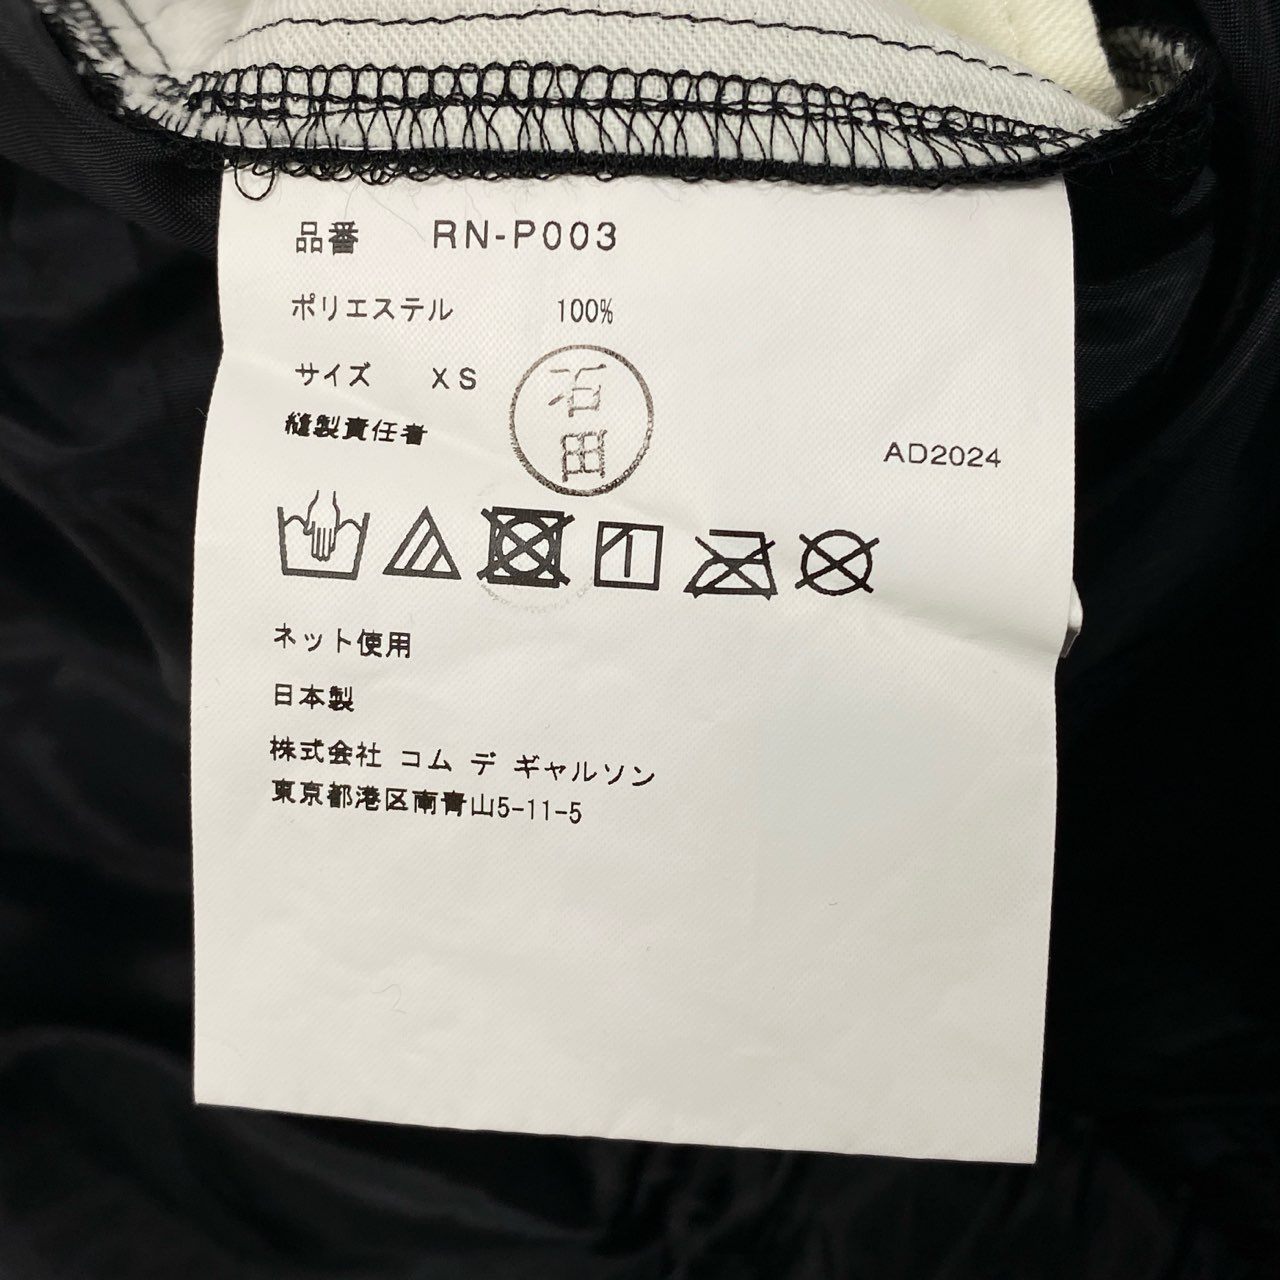 品番 RN-P003
ポリエステル 100%
サイズ XS
石田
縫製責任者
AD2024
ネット使用
日本製
株式会社 コム デ ギャルソン
東京都港区南青山5-11-5